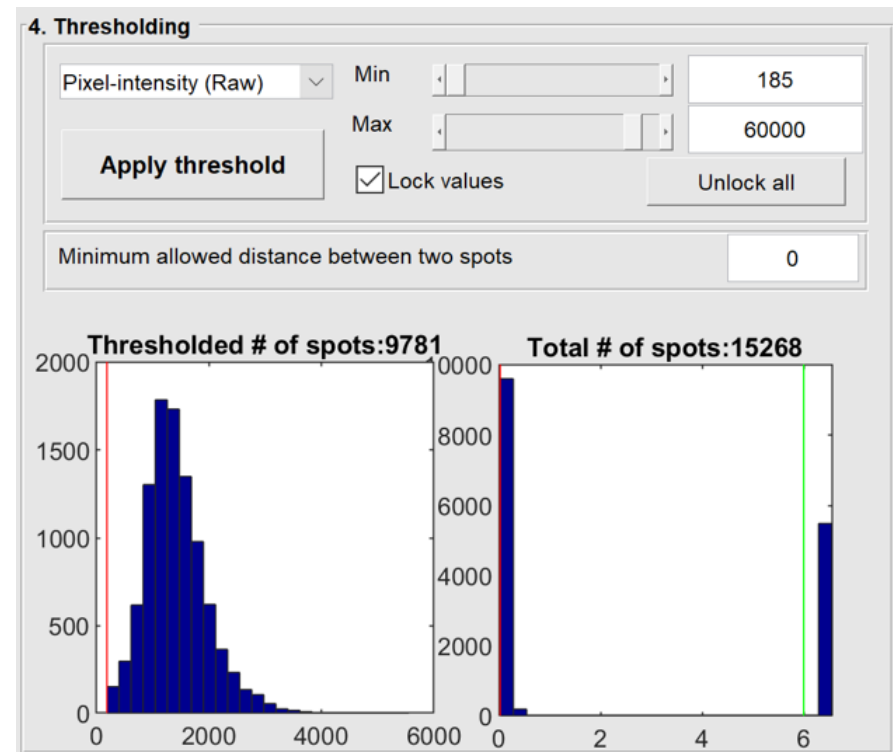 4. Thresholding
Pixel-intensity (Raw)
Min
185
Max
60000
Apply threshold
Lock values
Unlock all
Minimum allowed distance between two spots
0
Thresholded # of spots:9781
2000
1500
1000
500
0
0
2000
4000
6000
Total # of spots:15268
0000
8000
6000
4000
2000
0
0
2
4
6